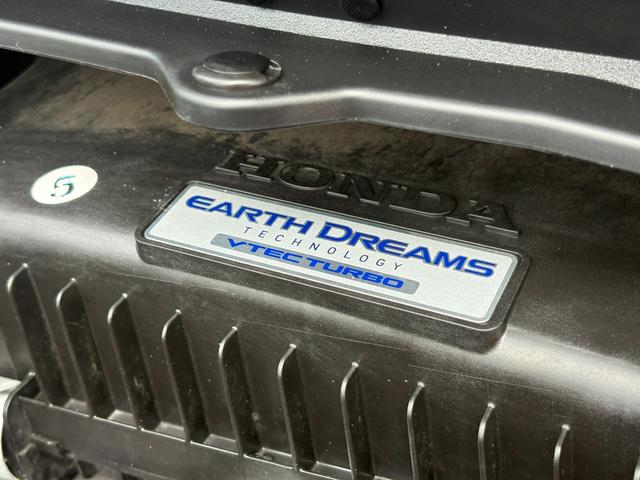 HONDA
5
EARTH DREAMS
TECHNOLOGY
VTEC TURBO